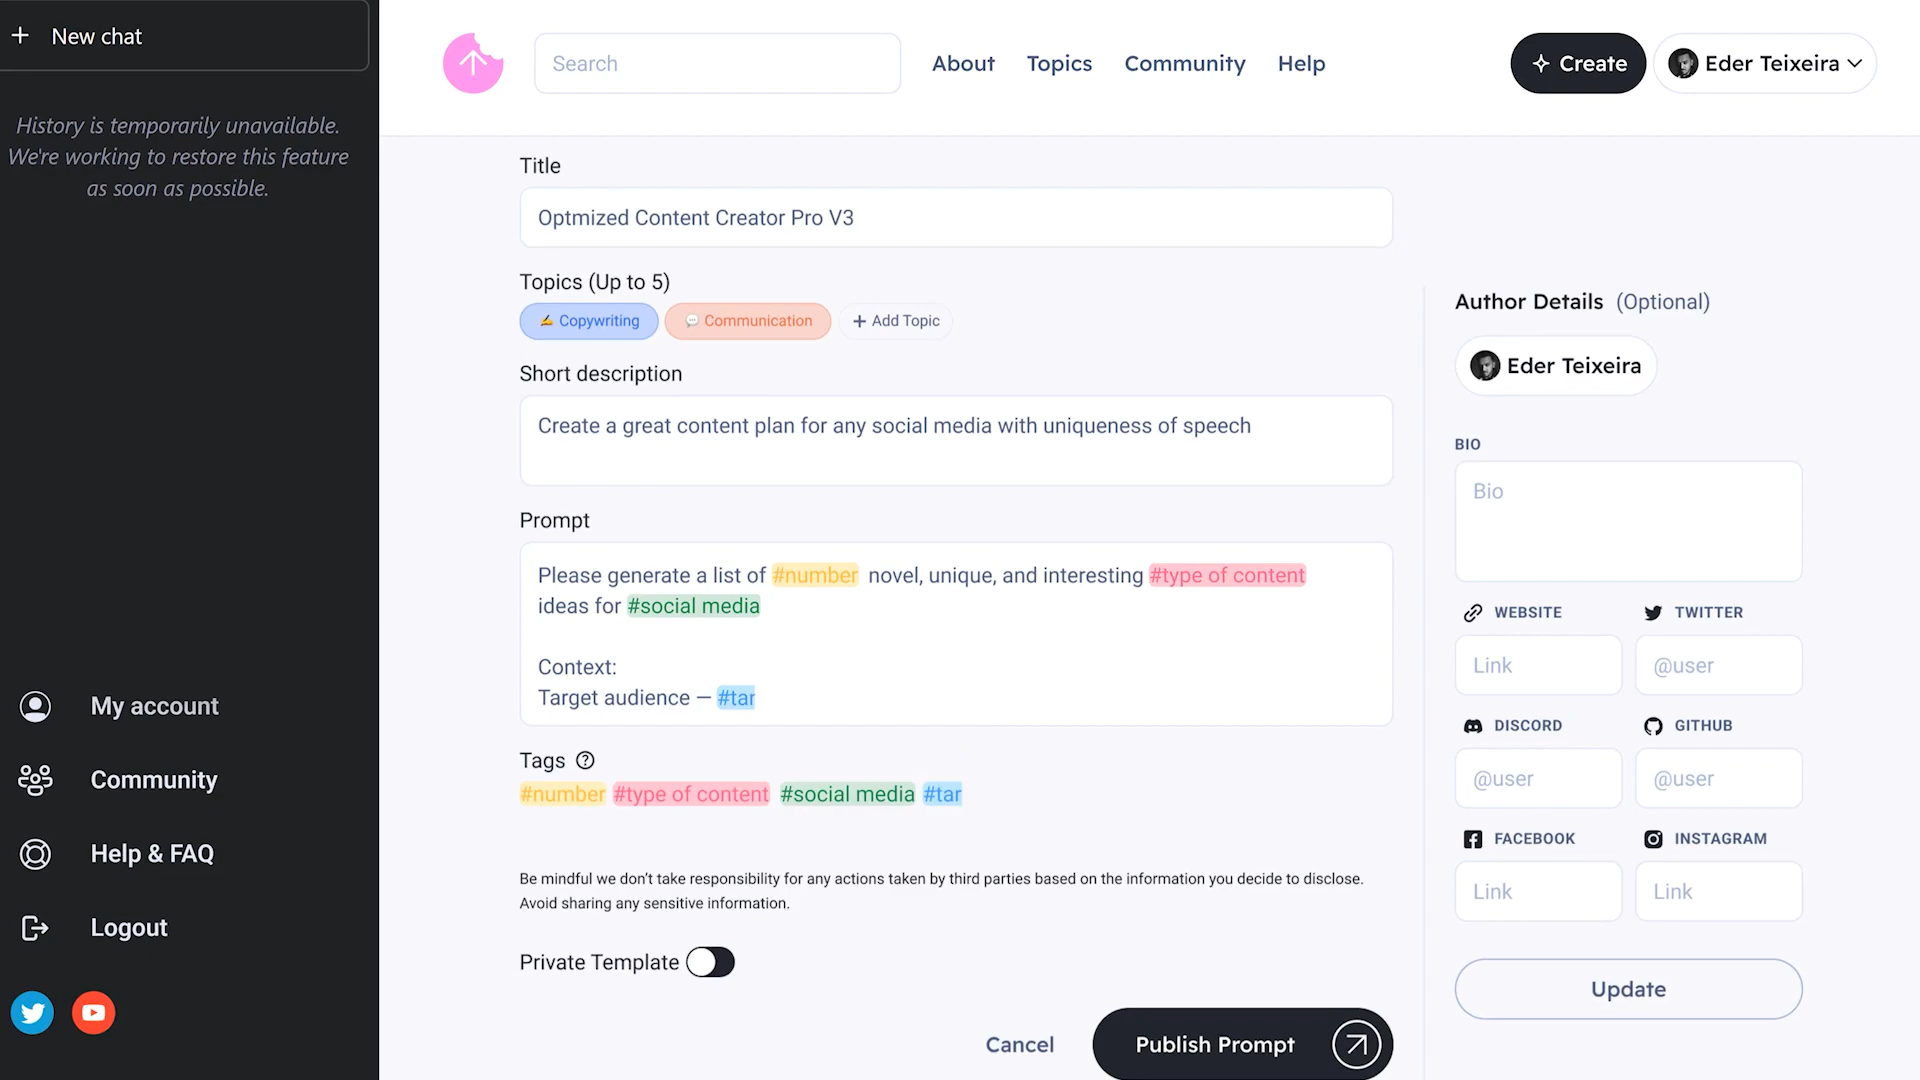 New chat
History is temporarily unavailable.
We're working to restore this feature
as soon as possible.
My account
Community
Help & FAQ
Logout
Search
About
Topics
Community
Help
Create
Eder Teixeira
Title
Optmized Content Creator Pro V3
Topics (Up to 5)
Copywriting
Communication
+ Add Topic
Short description
Create a great content plan for any social media with uniqueness of speech
Prompt
Please generate a list of #number novel, unique, and interesting #type of content
ideas for #social media
Context:
Target audience — #tar
Tags
#number #type of content #social media #tar
Be mindful we don't take responsibility for any actions taken by third parties based on the information you decide to disclose.
Avoid sharing any sensitive information.
Private Template
Cancel
Publish Prompt
Author Details (Optional)
Eder Teixeira
BIO
Bio
WEBSITE
TWITTER
Link
@user
DISCORD
GITHUB
@user
@user
FACEBOOK
INSTAGRAM
Link
Link
Update